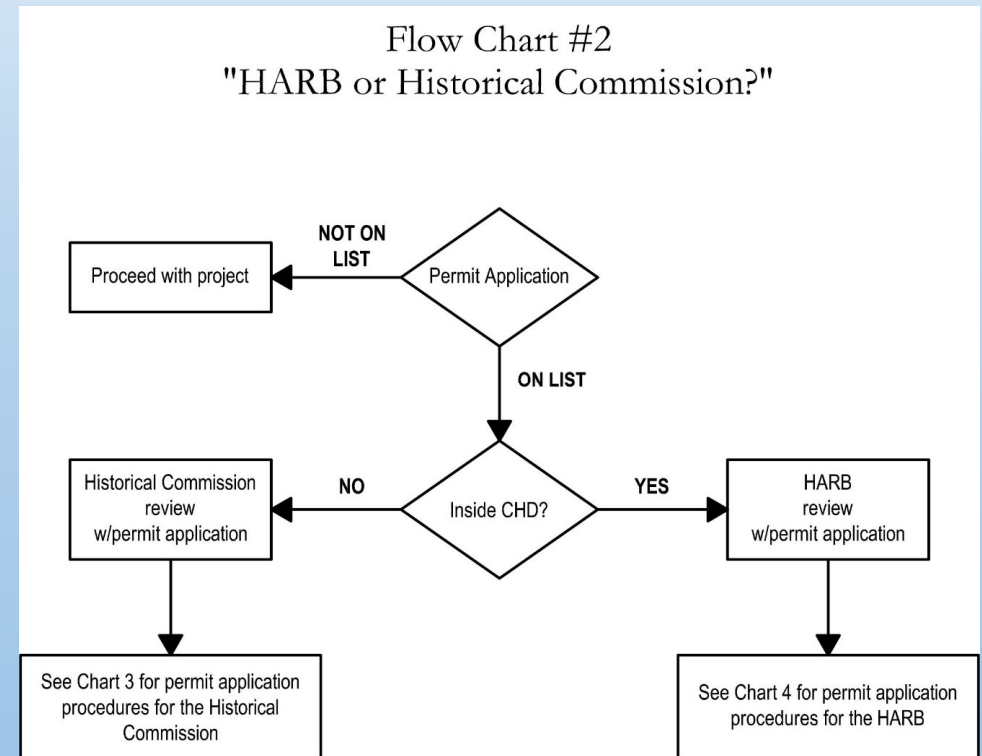 Flow Chart #2
"HARB or Historical Commission?"
NOT ON
LIST
Proceed with project
Permit Application
ON LIST
Historical Commission
review
w/permit application
NO
Inside CHD?
YES
HARB
review
w/permit application
See Chart 3 for permit application
procedures for the Historical
Commission
See Chart 4 for permit application
procedures for the HARB